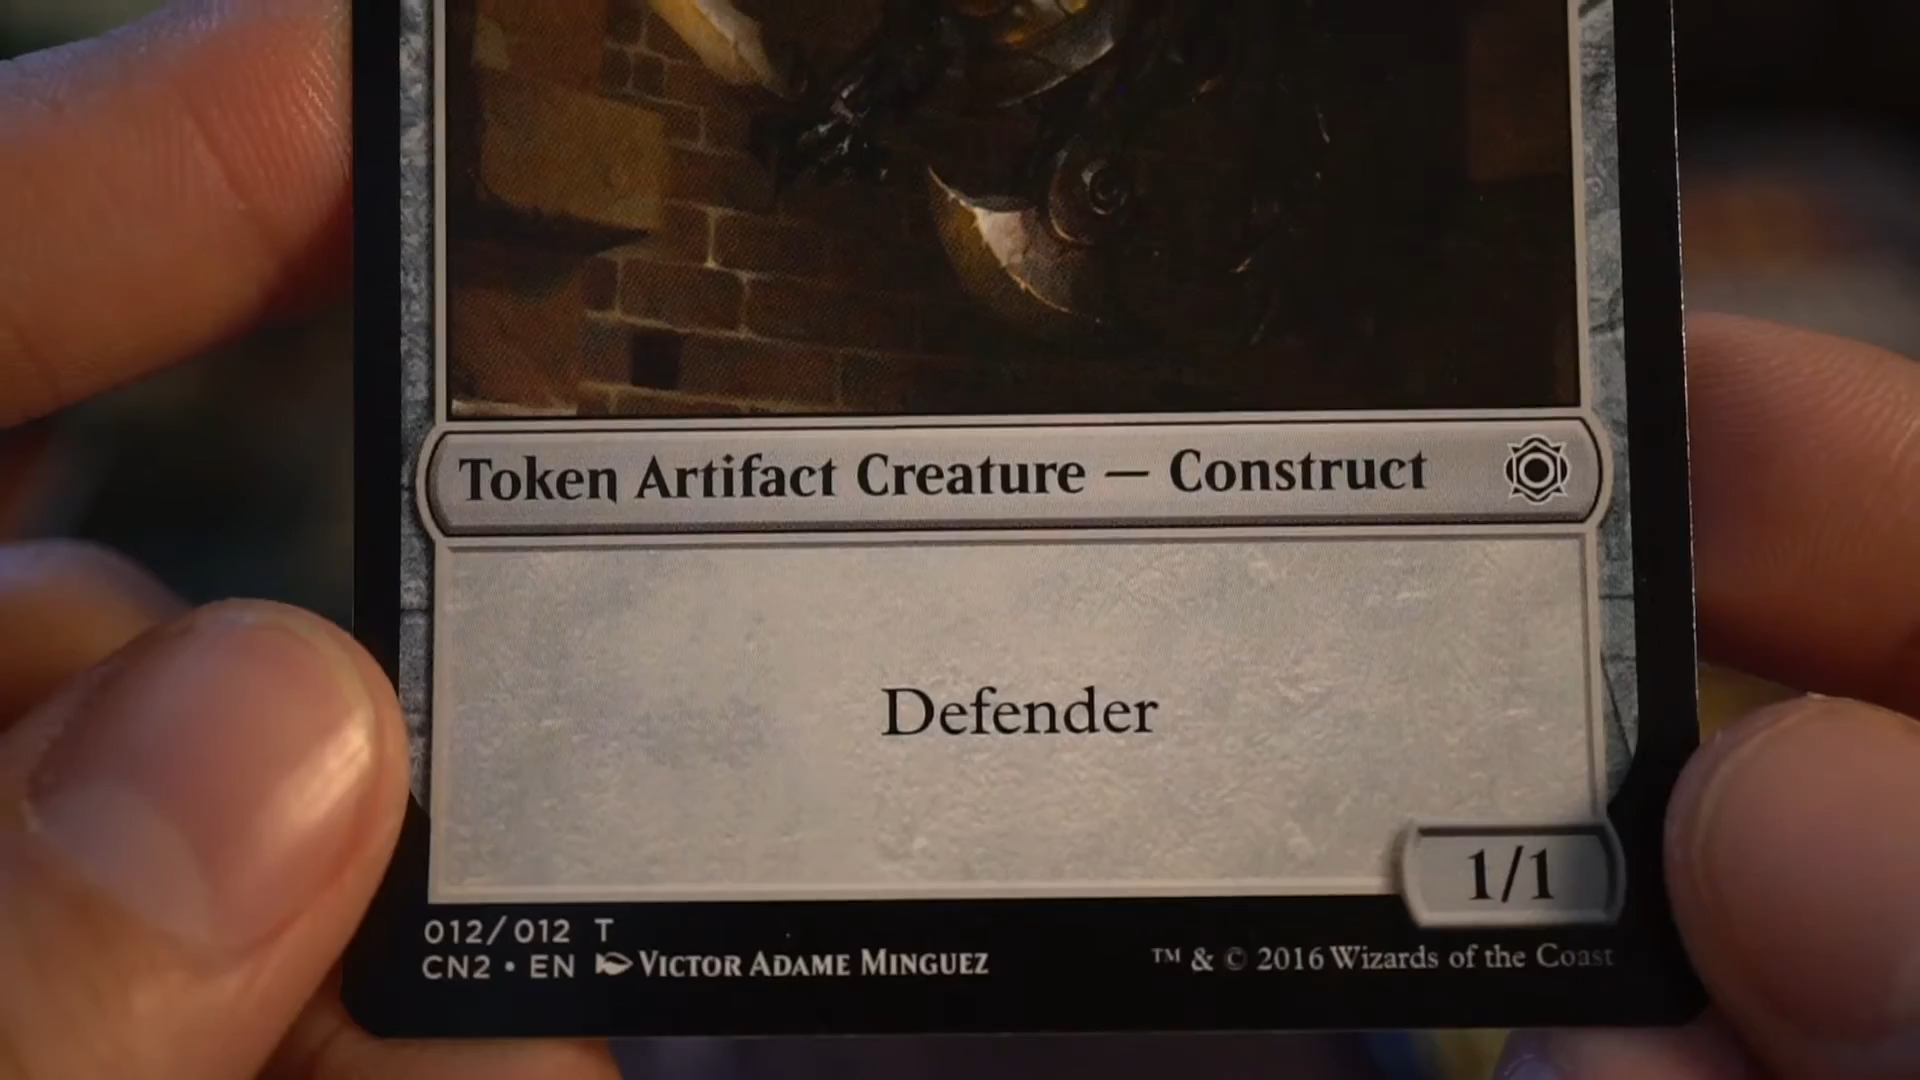 Token Artifact Creature — Construct
Defender
1/1
012/012 T
CN2 • EN VICTOR ADAME MINGUEZ
™ & © 2016 Wizards of the Coast